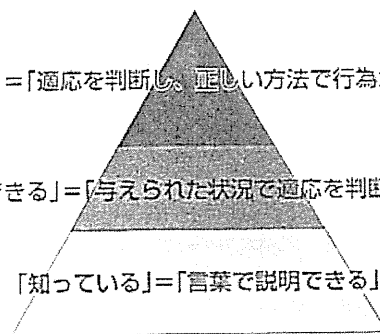 =「適応を判断し、正しい方法で行為
きる」=「与えられた状況で適応を判断
「知っている」=「言葉で説明できる」